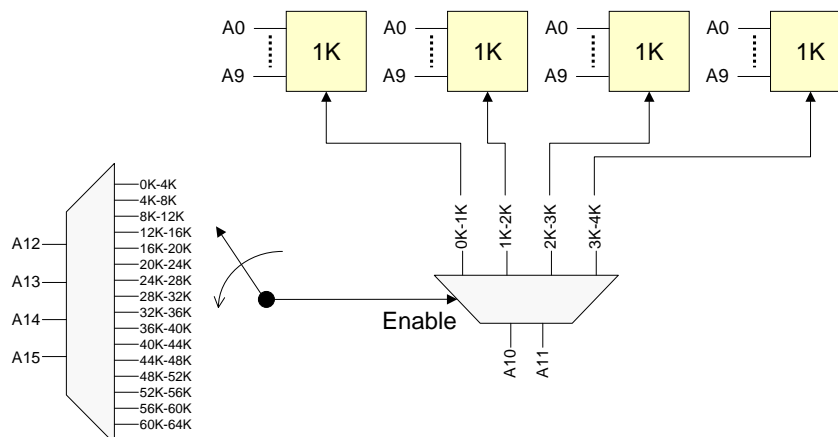 A0 1K A0 1K A0 1K A0 1K
A9 A9 A9 A9
0K-1K
1K-2K
2K-3K
3K-4K
Enable
A10
A11
A12
A13
A14
A15
0K-4K
4K-8K
8K-12K
12K-16K
16K-20K
20K-24K
24K-28K
28K-32K
32K-36K
36K-40K
40K-44K
44K-48K
48K-52K
52K-56K
56K-60K
60K-64K